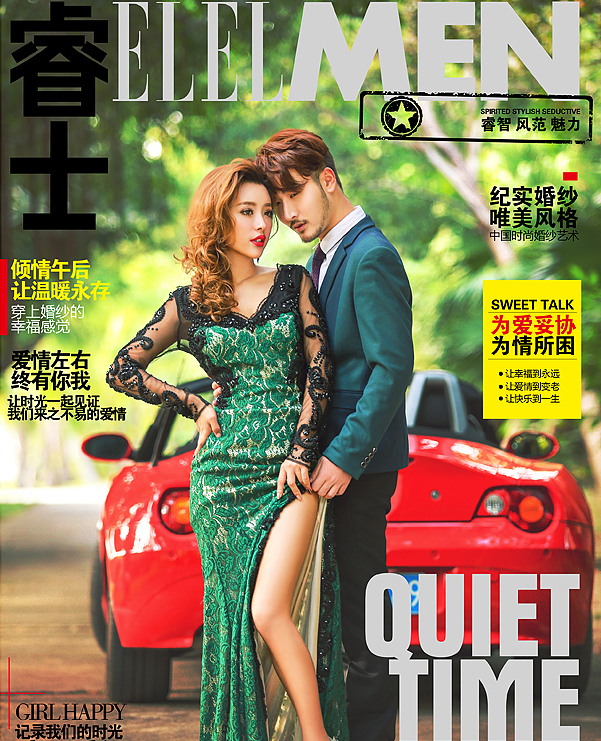 睿士
ELEL MEN
SPIRITED STYLISH SEDUCTIVE
睿智 风范 魅力
纪实婚纱
唯美风格
中国时尚婚纱艺术
倾情午后
让温暖永存
穿上婚纱的
幸福感觉
爱情左右
终有你我
让时光一起见证
我们来之不易的爱情
SWEET TALK
为爱妥协
为情所困
•让幸福到永远
•让爱情到变老
•让快乐到一生
QUIET
TIME
GIRL HAPPY
记录我们的时光